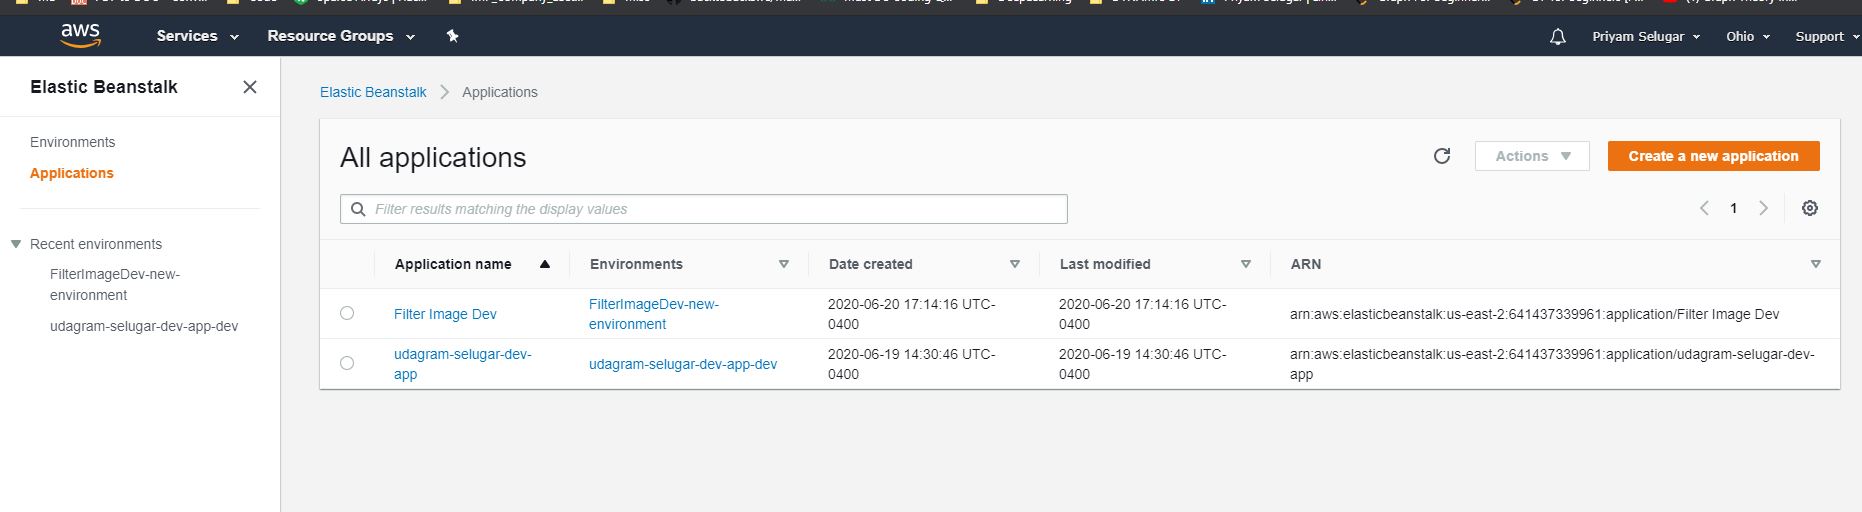 aws
Services
Resource Groups
Priyam Selugar
Ohio
Support
Elastic Beanstalk
Environments
Applications
Recent environments
FilterImageDev-new-
environment
udagram-selugar-dev-app-dev
Elastic Beanstalk
Applications
All applications
Actions
Create a new application
Filter results matching the display values
1
Application name
Environments
Date created
Last modified
ARN
Filter Image Dev
FilterImageDev-new-
environment
2020-06-20 17:14:16 UTC-
0400
2020-06-20 17:14:16 UTC-
0400
arn:aws:elasticbeanstalk:us-east-2:641437339961:application/Filter Image Dev
udagram-selugar-dev-
app
udagram-selugar-dev-app-dev
2020-06-19 14:30:46 UTC-
0400
2020-06-19 14:30:46 UTC-
0400
arn:aws:elasticbeanstalk:us-east-2:641437339961:application/udagram-selugar-dev-
app